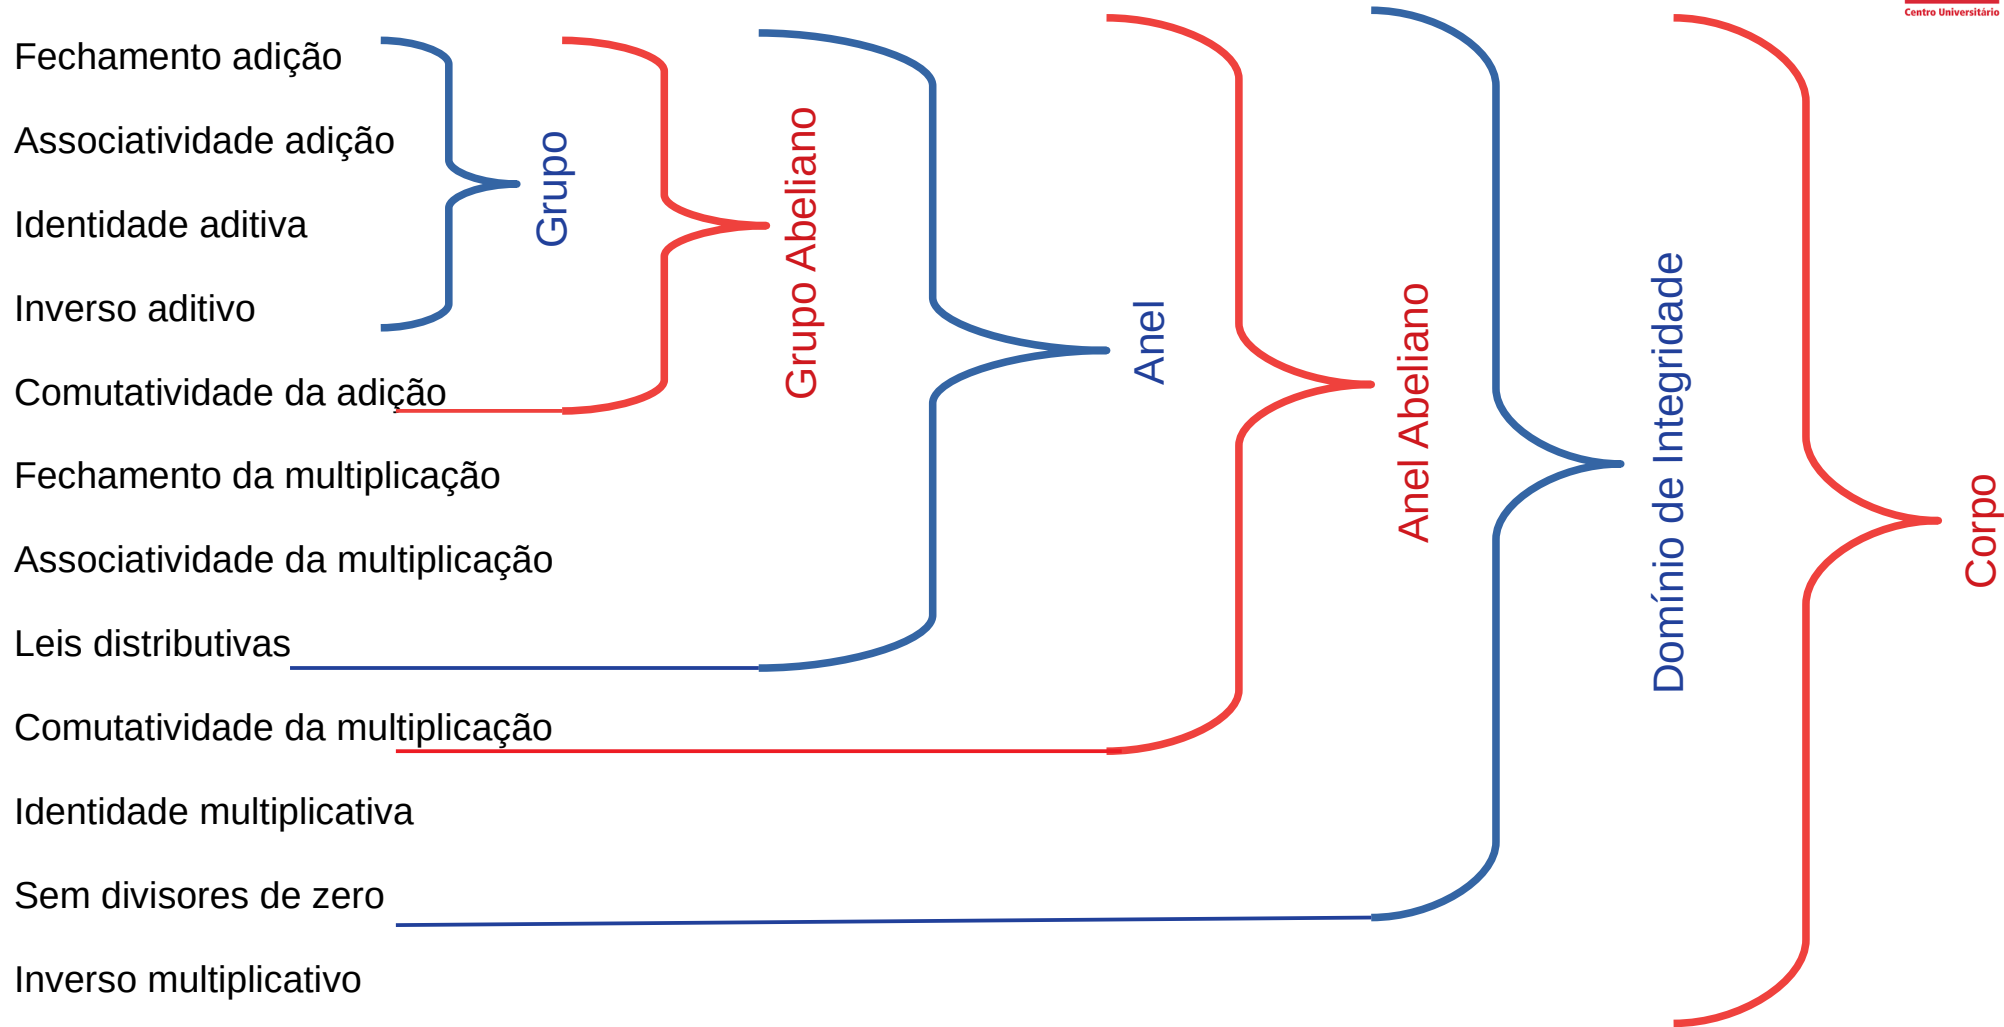 Centro Universitário
Fechamento adição
Associatividade adição
Identidade aditiva
Inverso aditivo
Comutatividade da adição
Fechamento da multiplicação
Associatividade da multiplicação
Leis distributivas
Comutatividade da multiplicação
Identidade multiplicativa
Sem divisores de zero
Inverso multiplicativo
Grupo
Grupo Abeliano
Anel
Anel Abeliano
Domínio de Integridade
Corpo